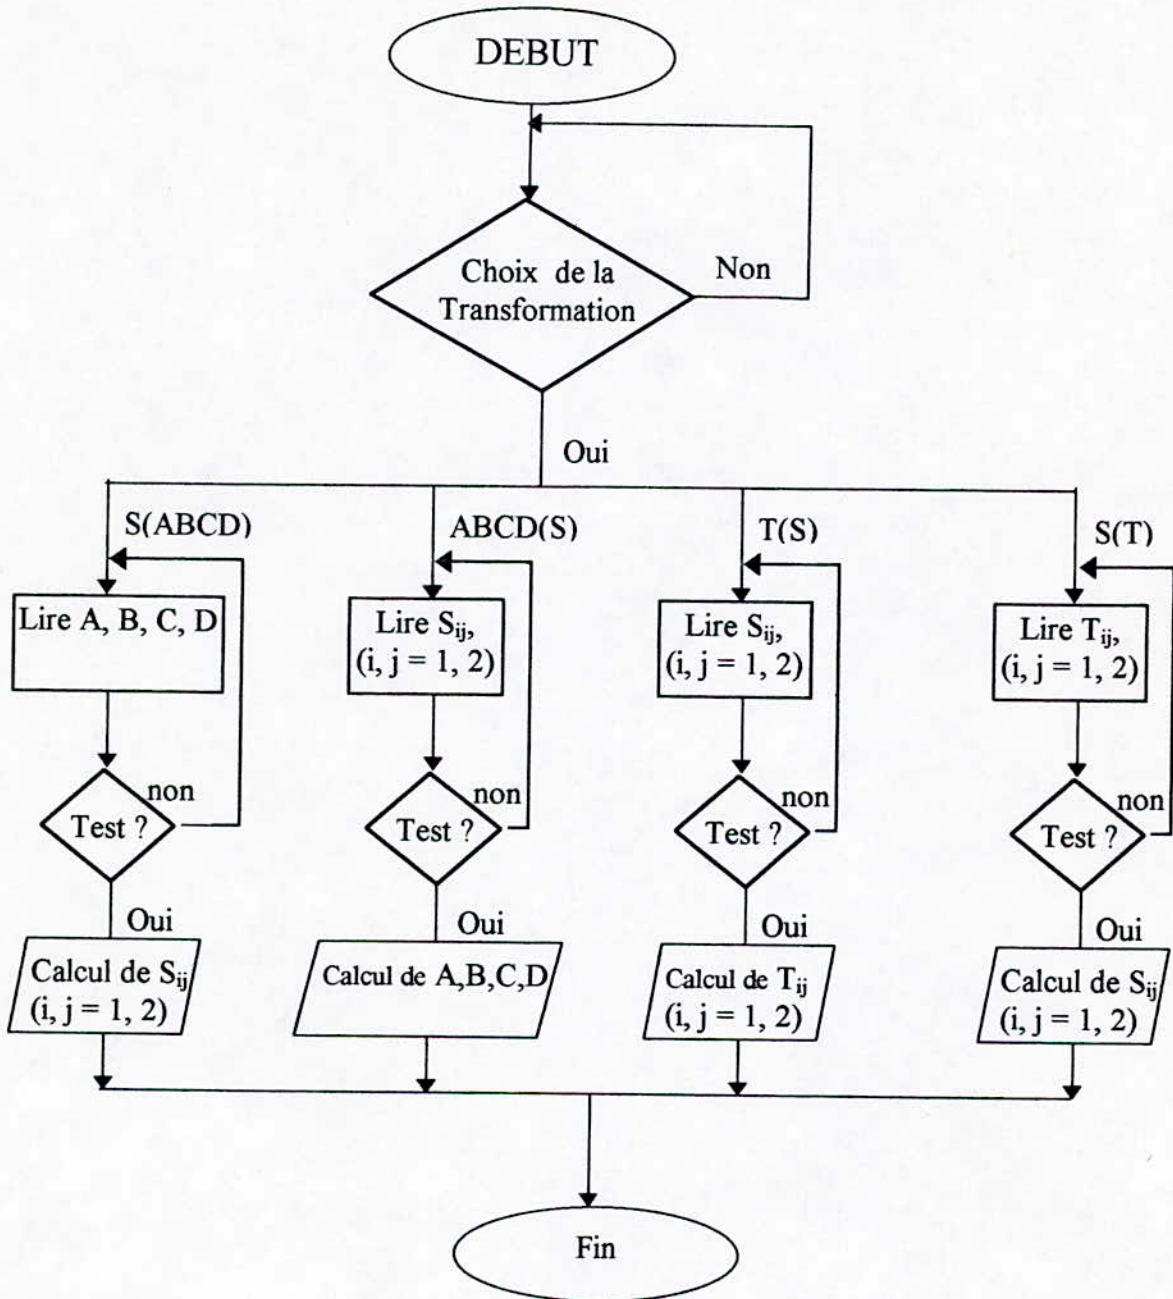 DEBUT
Choix de la
Transformation
Non
Oui
S(ABCD)
ABCD(S)
T(S)
S(T)
Lire A, B, C, D
Lire Sij,
(i, j = 1, 2)
Lire Sij,
(i, j = 1, 2)
Lire Tij,
(i, j = 1, 2)
non
Test ?
non
Test ?
non
Test ?
non
Test ?
Oui
Oui
Oui
Oui
Calcul de Sij
(i, j = 1, 2)
Calcul de A,B,C,D
Calcul de Tij
(i, j = 1, 2)
Calcul de Sij
(i, j = 1, 2)
Fin